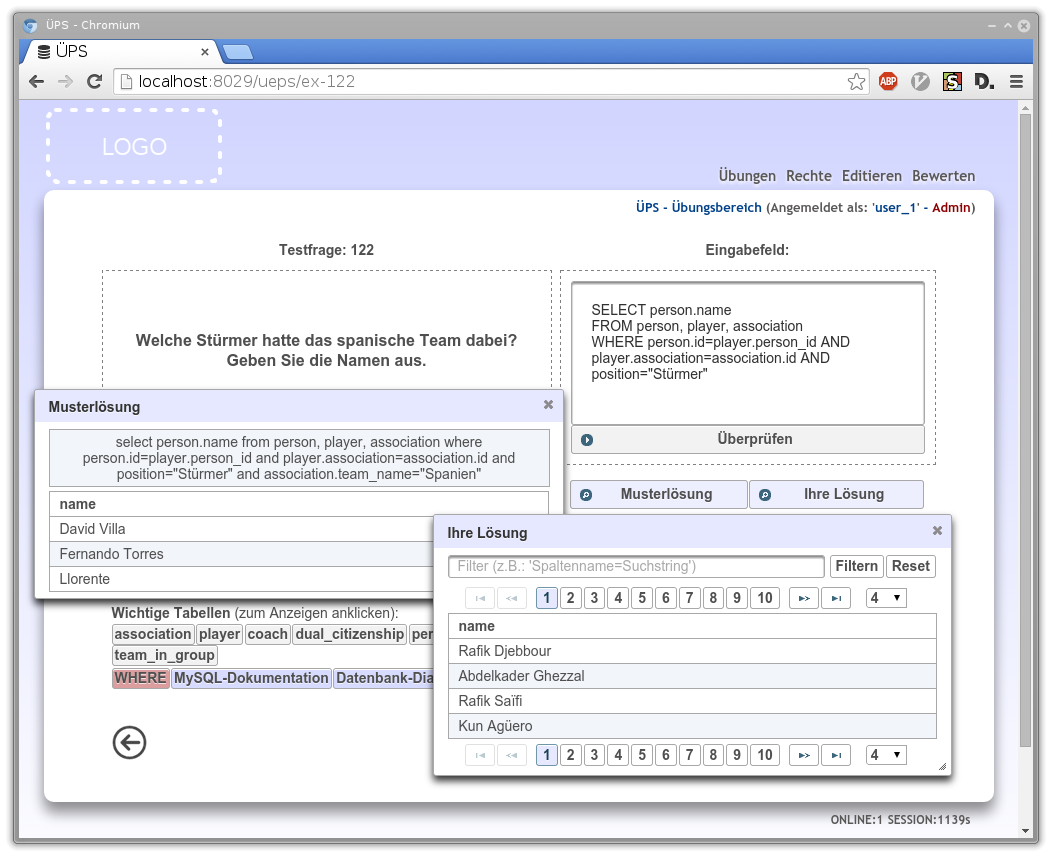 ÜPS - Chromium
ÜPS
localhost:8029/ueps/ex-122
ABP
LOGO
Übungen Rechte Editieren Bewerten
ÜPS - Übungsbereich (Angemeldet als: 'user_1' - Admin)
Testfrage: 122
Eingabefeld:
Welche Stürmer hatte das spanische Team dabei?
Geben Sie die Namen aus.
SELECT person.name
FROM person, player, association
WHERE person.id=player.person_id AND
player.association=association.id AND
position="Stürmer"
Überprüfen
Musterlösung Ihre Lösung
Musterlösung
select person.name from person, player, association where
person.id=player.person_id and player.association=association.id and
position="Stürmer" and association.team_name="Spanien"
name
David Villa
Fernando Torres
Llorente
Ihre Lösung
Filter (z.B.: 'Spaltenname=Suchstring') Filtern Reset
1 2 3 4 5 6 7 8 9 10 4
name
Rafik Djebbour
Abdelkader Ghezzal
Rafik Saïfi
Kun Agüero
1 2 3 4 5 6 7 8 9 10 4
Wichtige Tabellen (zum Anzeigen anklicken):
association player coach dual_citizenship per
team_in_group
WHERE MySQL-Dokumentation Datenbank-Dia
ONLINE:1 SESSION:1139s